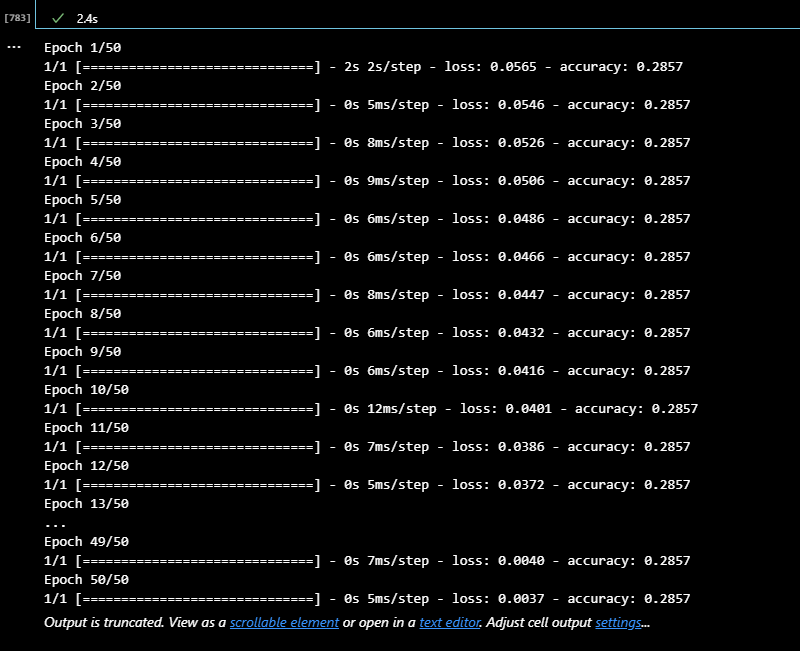 [783] ✓ 2.4s
... Epoch 1/50
1/1 [==============================] - 2s 2s/step - loss: 0.0565 - accuracy: 0.2857
Epoch 2/50
1/1 [==============================] - 0s 5ms/step - loss: 0.0546 - accuracy: 0.2857
Epoch 3/50
1/1 [==============================] - 0s 8ms/step - loss: 0.0526 - accuracy: 0.2857
Epoch 4/50
1/1 [==============================] - 0s 9ms/step - loss: 0.0506 - accuracy: 0.2857
Epoch 5/50
1/1 [==============================] - 0s 6ms/step - loss: 0.0486 - accuracy: 0.2857
Epoch 6/50
1/1 [==============================] - 0s 6ms/step - loss: 0.0466 - accuracy: 0.2857
Epoch 7/50
1/1 [==============================] - 0s 8ms/step - loss: 0.0447 - accuracy: 0.2857
Epoch 8/50
1/1 [==============================] - 0s 6ms/step - loss: 0.0432 - accuracy: 0.2857
Epoch 9/50
1/1 [==============================] - 0s 6ms/step - loss: 0.0416 - accuracy: 0.2857
Epoch 10/50
1/1 [==============================] - 0s 12ms/step - loss: 0.0401 - accuracy: 0.2857
Epoch 11/50
1/1 [==============================] - 0s 7ms/step - loss: 0.0386 - accuracy: 0.2857
Epoch 12/50
1/1 [==============================] - 0s 5ms/step - loss: 0.0372 - accuracy: 0.2857
Epoch 13/50
...
Epoch 49/50
1/1 [==============================] - 0s 7ms/step - loss: 0.0040 - accuracy: 0.2857
Epoch 50/50
1/1 [==============================] - 0s 5ms/step - loss: 0.0037 - accuracy: 0.2857
Output is truncated. View as a scrollable element or open in a text editor. Adjust cell output settings...